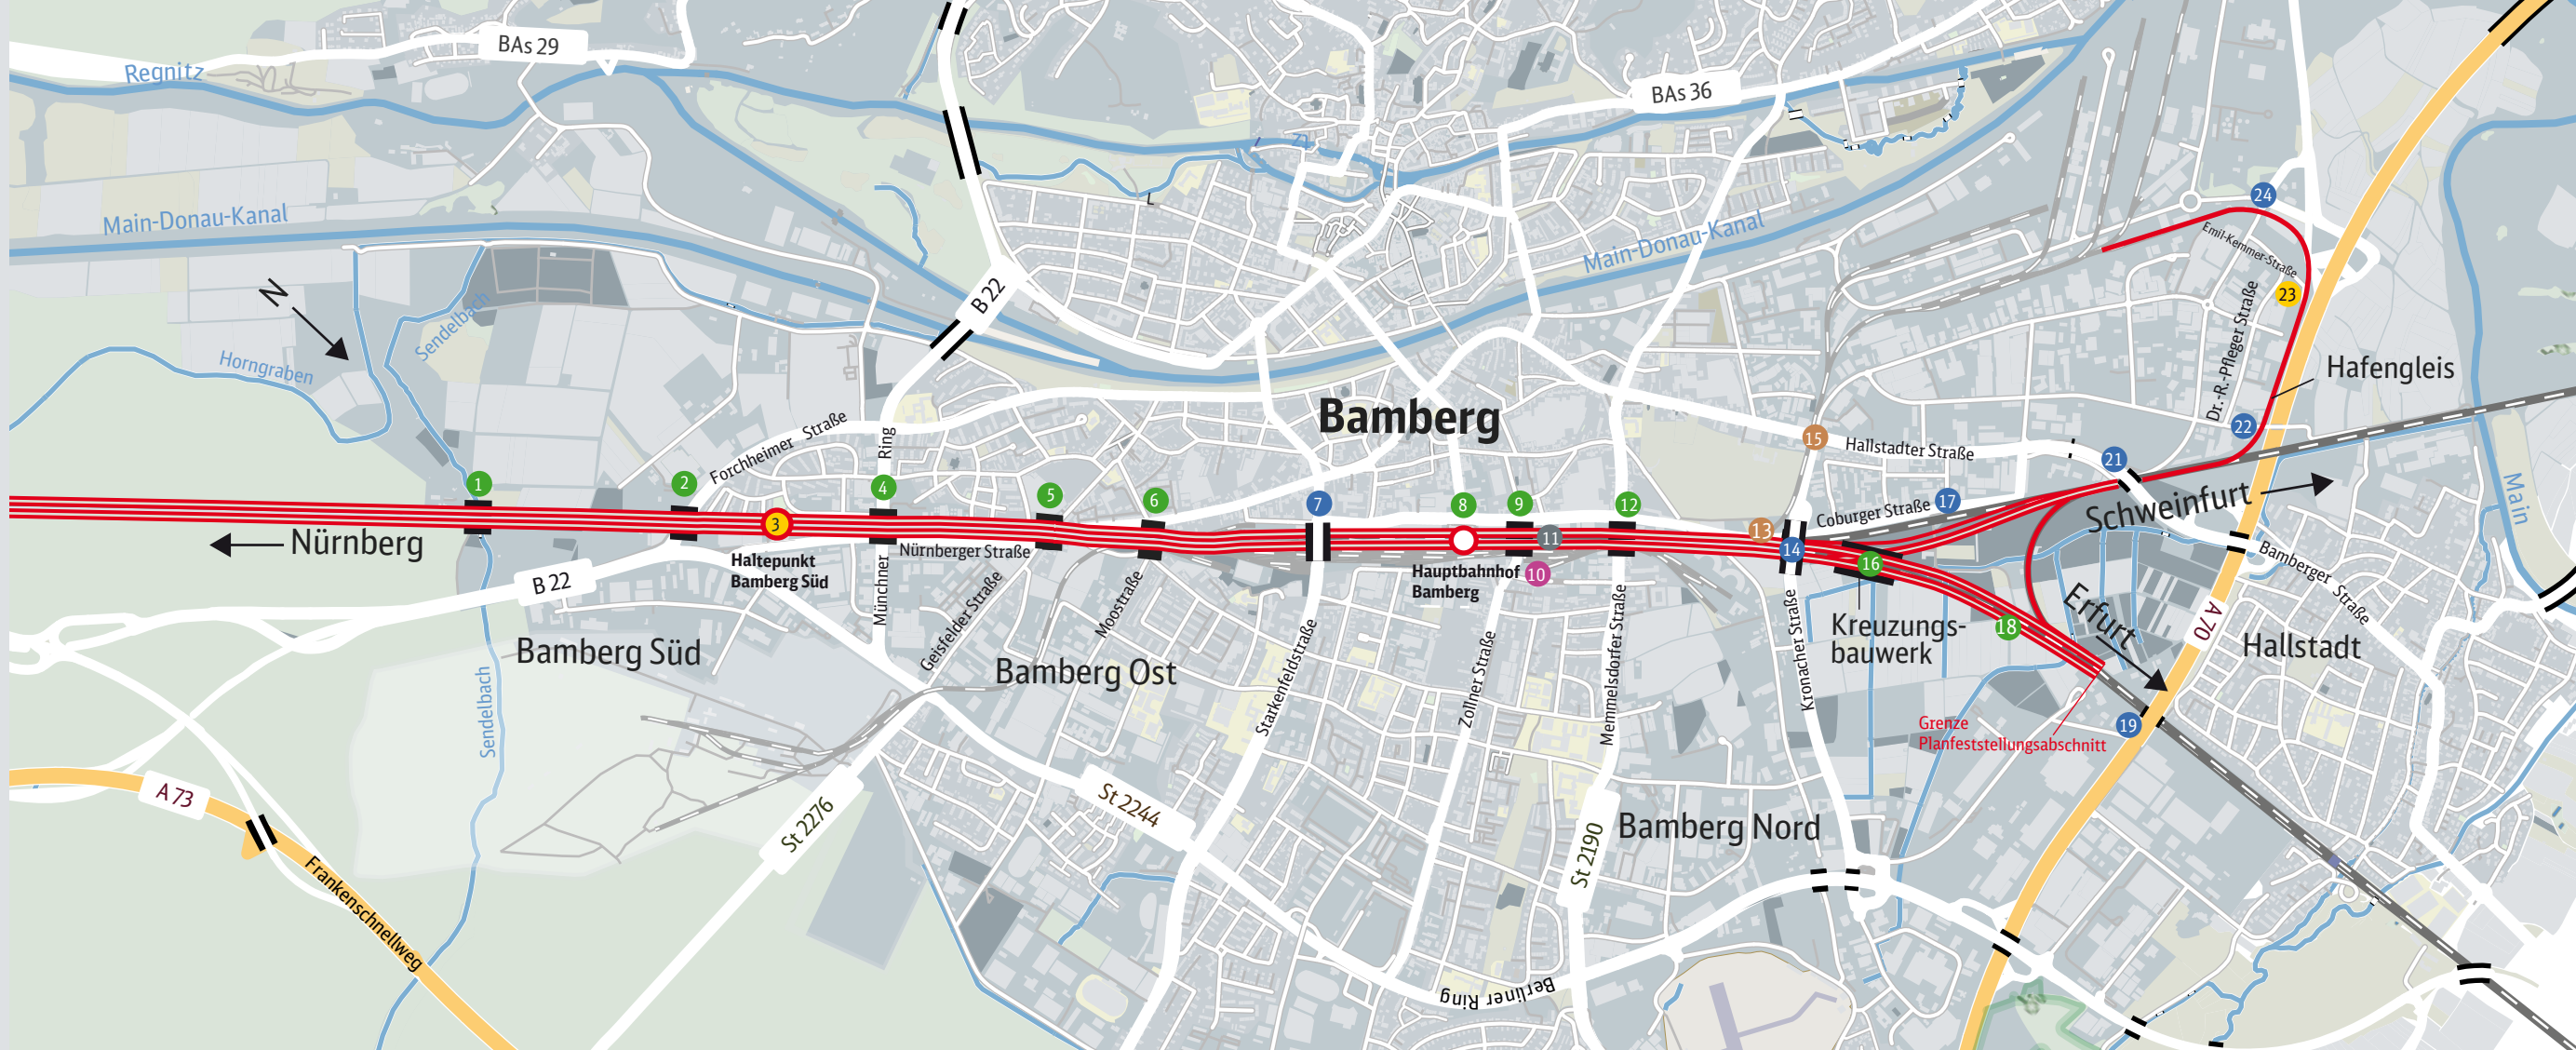 BAs 29
Regnitz
BAs 36
Main-Donau-Kanal
Main-Donau-Kanal
24
Emil-Kemmer-Straße
23
N
Sendelbach
Horngraben
B 22
Dr.-R.-Pfleger-Straße
Hafengleis
Bamberg
22
Forchheimer Straße
Ring
15
Hallstadter Straße
21
Main
1
2
3
4
5
6
7
8
9
11
12
13
14
Coburger Straße
17
Schweinfurt
Nürnberg
Haltepunkt
Bamberg Süd
Nürnberger Straße
Hauptbahnhof
Bamberg
10
16
Bamberger Straße
B 22
Münchner
Geisfelder Straße
Moostraße
Starkenfeldstraße
Zollner Straße
Memmelsdorfer Straße
Kronacher Straße
Kreuzungs-
bauwerk
18
Erfurt
A 70
Hallstadt
Bamberg Süd
Bamberg Ost
Sendelbach
Grenze
Planfeststellungsabschnitt
19
A 73
St 2276
St 2244
St 2190
Bamberg Nord
Frankenschnellweg
Berliner Ring